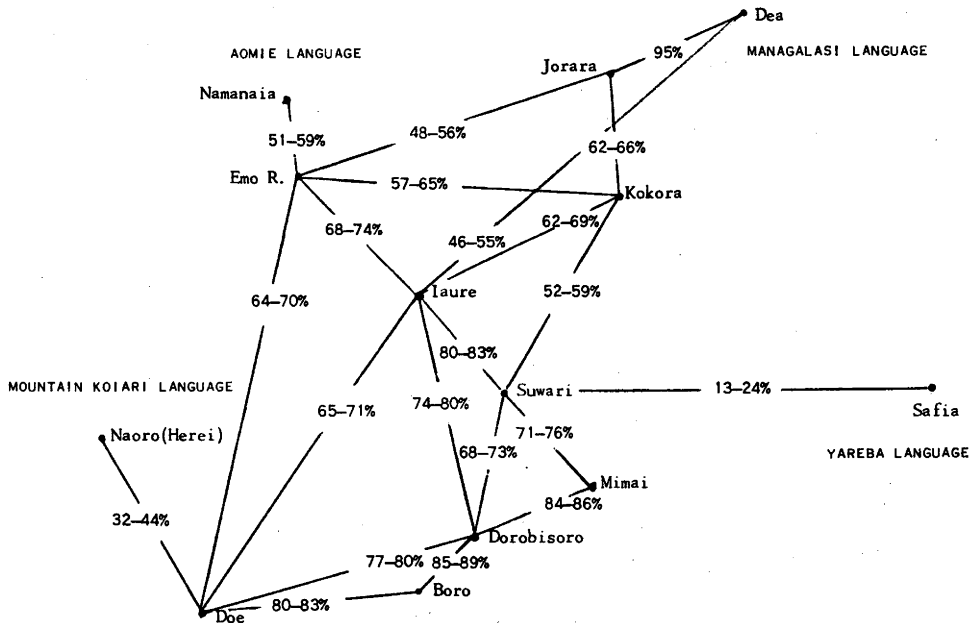 Dea
AOMIE LANGUAGE
MANAGALASI LANGUAGE
95%
Jorara
Namanaia
51–59%
48–56%
62–66%
Emo R.
57–65%
Kokora
68–74%
62–69%
46–55%
Iaure
52–59%
64–70%
80–83%
MOUNTAIN KOIARI LANGUAGE
65–71%
74–80%
Suwari
13–24%
Safia
Naoro(Herei)
71–76%
68–73%
YAREBA LANGUAGE
Mimai
84–86%
32–44%
Dorobisoro
77–80%
85–89%
Boro
80–83%
Doe